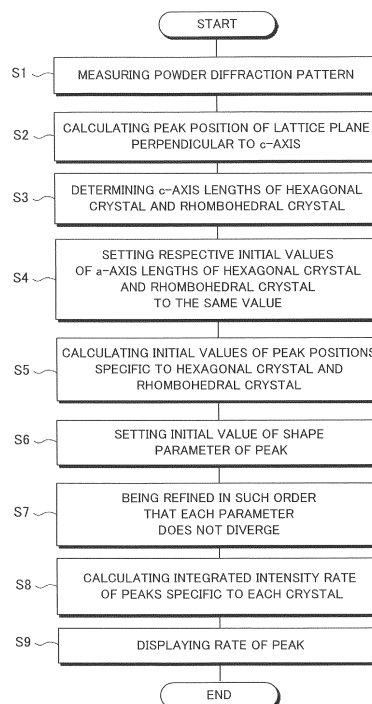 START
S1
MEASURING POWDER DIFFRACTION PATTERN
S2
CALCULATING PEAK POSITION OF LATTICE PLANE
PERPENDICULAR TO c-AXIS
S3
DETERMINING c-AXIS LENGTHS OF HEXAGONAL
CRYSTAL AND RHOMBOHEDRAL CRYSTAL
S4
SETTING RESPECTIVE INITIAL VALUES
OF a-AXIS LENGTHS OF HEXAGONAL CRYSTAL
AND RHOMBOHEDRAL CRYSTAL
TO THE SAME VALUE
S5
CALCULATING INITIAL VALUES OF PEAK POSITIONS
SPECIFIC TO HEXAGONAL CRYSTAL AND
RHOMBOHEDRAL CRYSTAL
S6
SETTING INITIAL VALUE OF SHAPE
PARAMETER OF PEAK
S7
BEING REFINED IN SUCH ORDER
THAT EACH PARAMETER
DOES NOT DIVERGE
S8
CALCULATING INTEGRATED INTENSITY RATE
OF PEAKS SPECIFIC TO EACH CRYSTAL
S9
DISPLAYING RATE OF PEAK
END